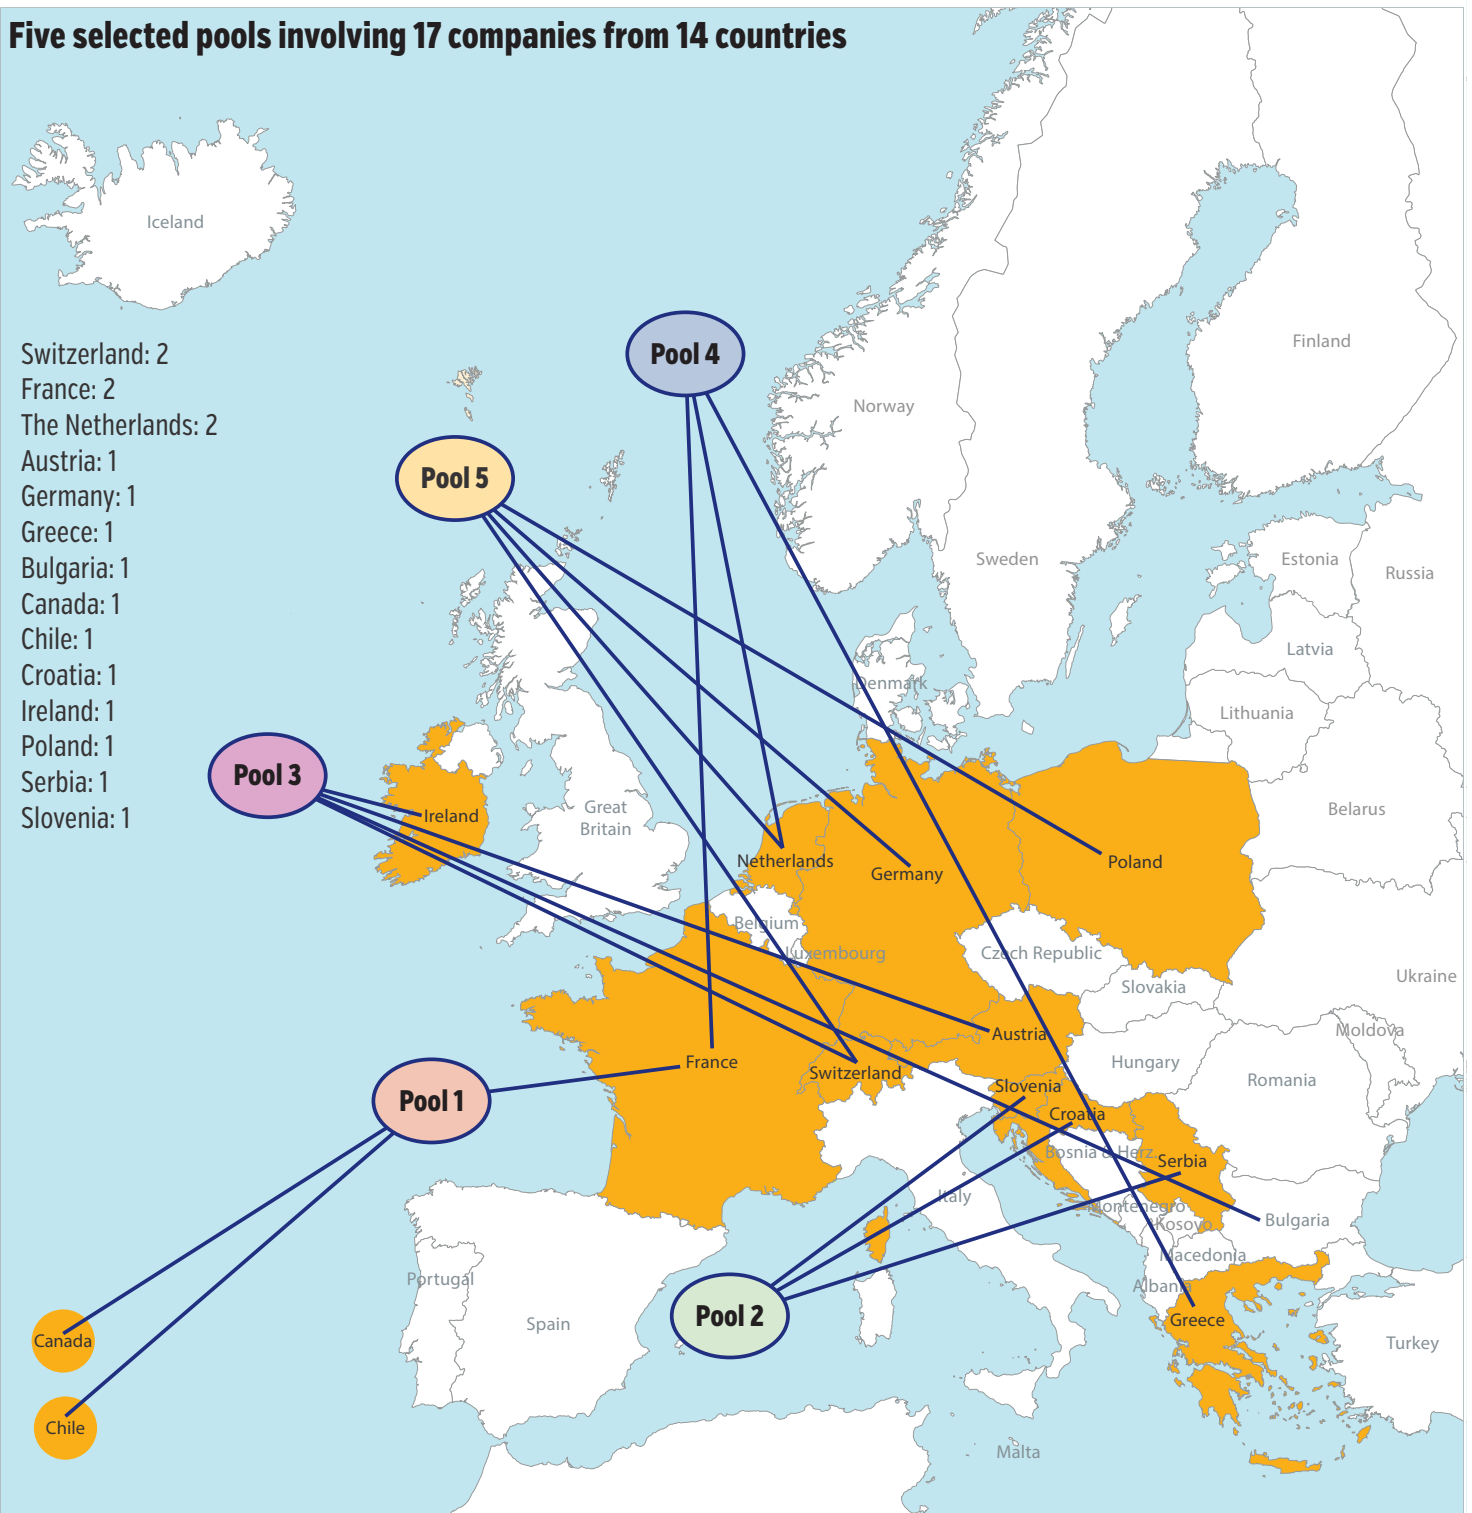 Five selected pools involving 17 companies from 14 countries
Iceland
Switzerland: 2
France: 2
The Netherlands: 2
Austria: 1
Germany: 1
Greece: 1
Bulgaria: 1
Canada: 1
Chile: 1
Croatia: 1
Ireland: 1
Poland: 1
Serbia: 1
Slovenia: 1
Pool 4
Pool 5
Pool 3
Pool 1
Pool 2
Finland
Norway
Sweden
Estonia
Russia
Latvia
Denmark
Lithuania
Ireland
Great
Britain
Belarus
Netherlands
Germany
Poland
Belgium
Luxembourg
Czech Republic
Slovakia
Ukraine
Austria
Moldova
France
Switzerland
Hungary
Romania
Slovenia
Croatia
Bosnia & Herz.
Serbia
Italy
Montenegro
Kosovo
Bulgaria
Macedonia
Albania
Portugal
Spain
Greece
Turkey
Canada
Chile
Malta